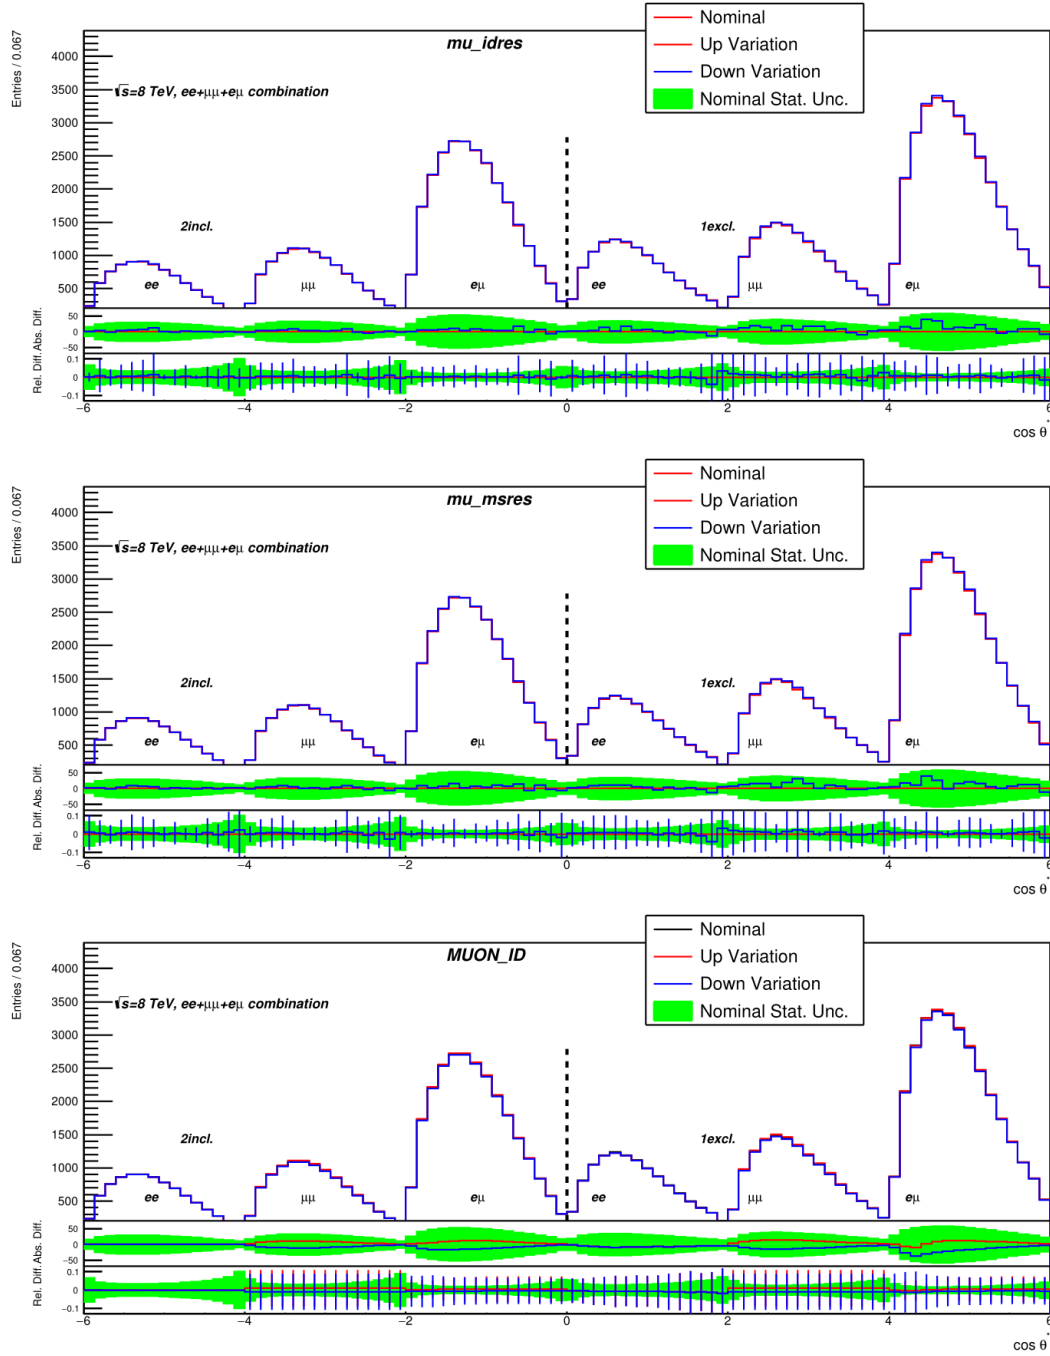 Nominal
Up Variation
Down Variation
Nominal Stat. Unc.
mu_idres
Entries / 0.067
√s=8 TeV, ee+μμ+eμ combination
4000
3500
3000
2500
2000
1500
1000
500
2incl.
1excl.
ee
μμ
eμ
ee
μμ
eμ
Abs. Diff.
50
0
−50
Rel. Diff.
0.1
0
−0.1
−6
−4
−2
0
2
4
6
cos θ*
Nominal
Up Variation
Down Variation
Nominal Stat. Unc.
mu_msres
Entries / 0.067
√s=8 TeV, ee+μμ+eμ combination
4000
3500
3000
2500
2000
1500
1000
500
2incl.
1excl.
ee
μμ
eμ
ee
μμ
eμ
Abs. Diff.
50
0
−50
Rel. Diff.
0.1
0
−0.1
−6
−4
−2
0
2
4
6
cos θ*
Nominal
Up Variation
Down Variation
Nominal Stat. Unc.
MUON_ID
Entries / 0.067
√s=8 TeV, ee+μμ+eμ combination
4000
3500
3000
2500
2000
1500
1000
500
2incl.
1excl.
ee
μμ
eμ
ee
μμ
eμ
Abs. Diff.
50
0
−50
Rel. Diff.
0.1
0
−0.1
−6
−4
−2
0
2
4
6
cos θ*